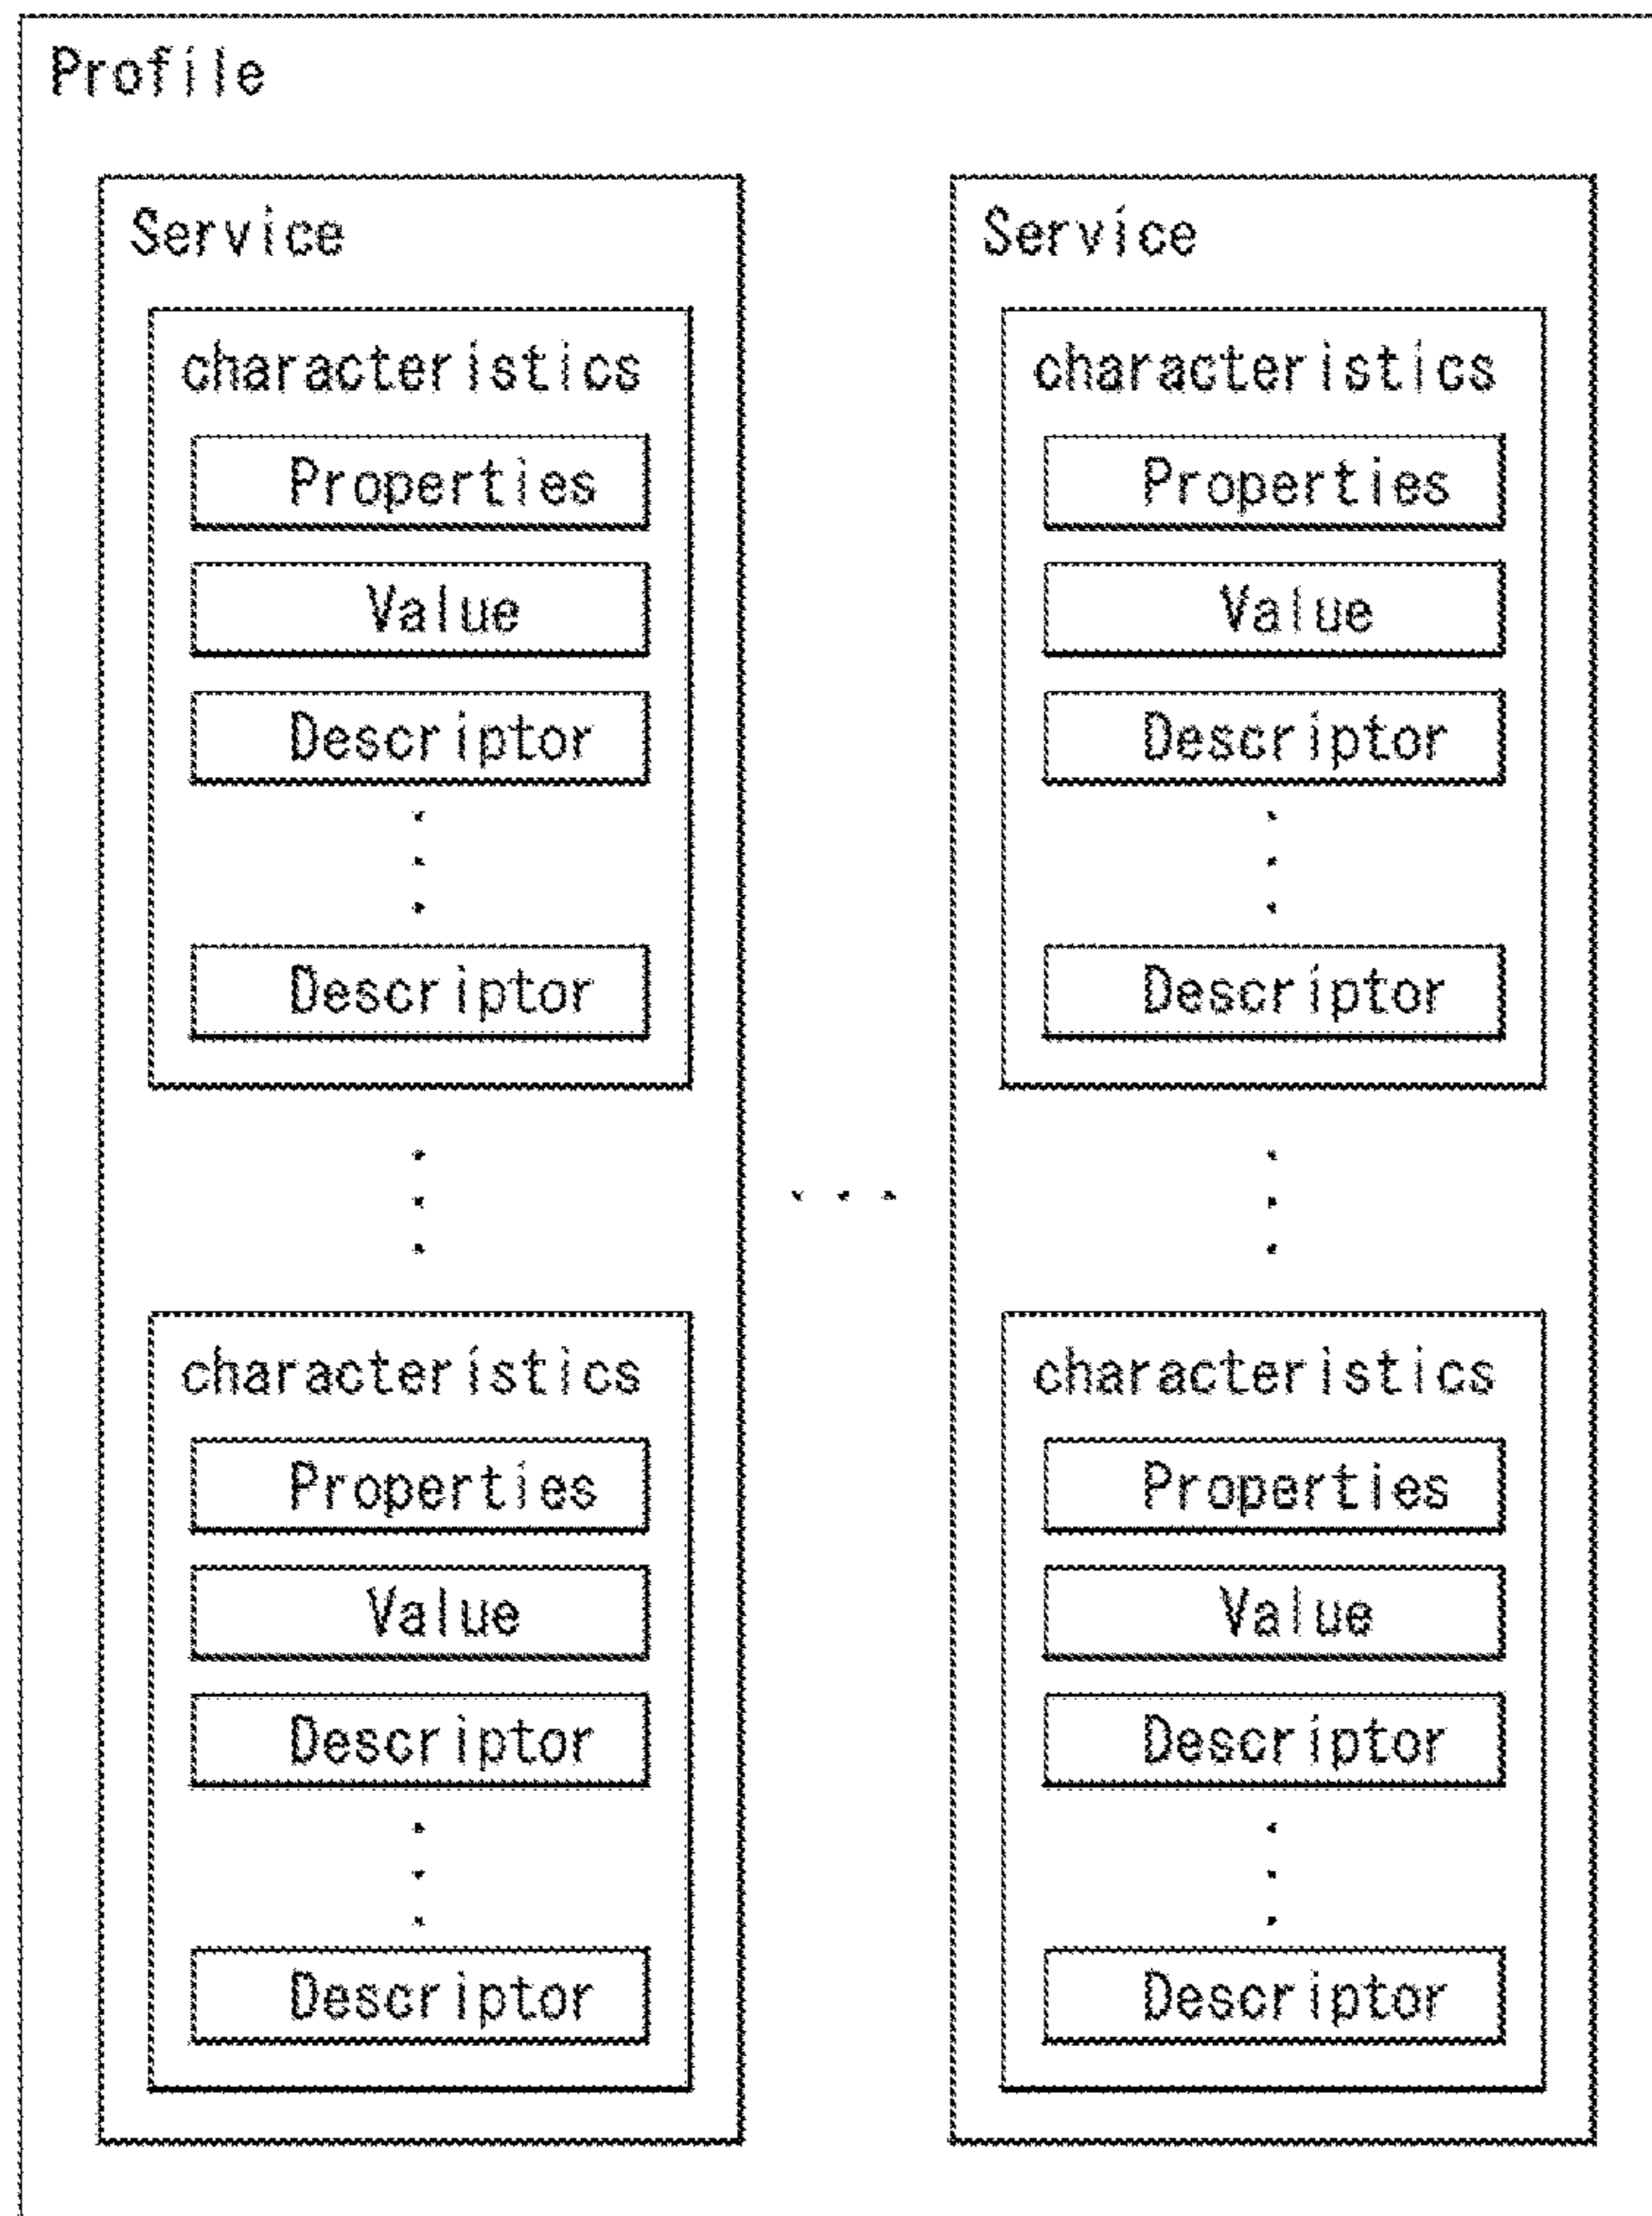 Profile
Service
characteristics
Properties
Value
Descriptor
Descriptor
characteristics
Properties
Value
Descriptor
Descriptor
Service
characteristics
Properties
Value
Descriptor
Descriptor
characteristics
Properties
Value
Descriptor
Descriptor